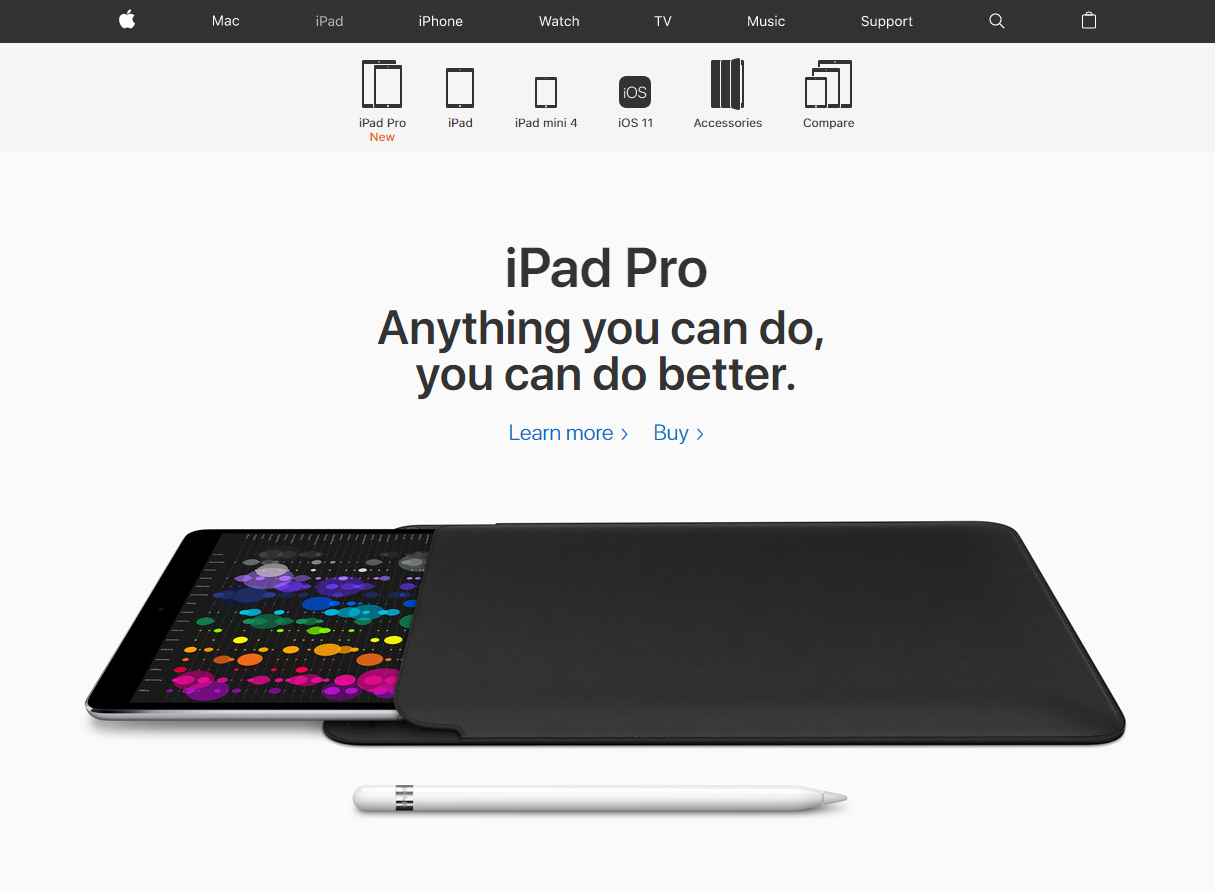 Mac iPad iPhone Watch TV Music Support
iOS
iPad Pro iPad iPad mini 4 iOS 11 Accessories Compare
New
iPad Pro
Anything you can do,
you can do better.
Learn more > Buy >